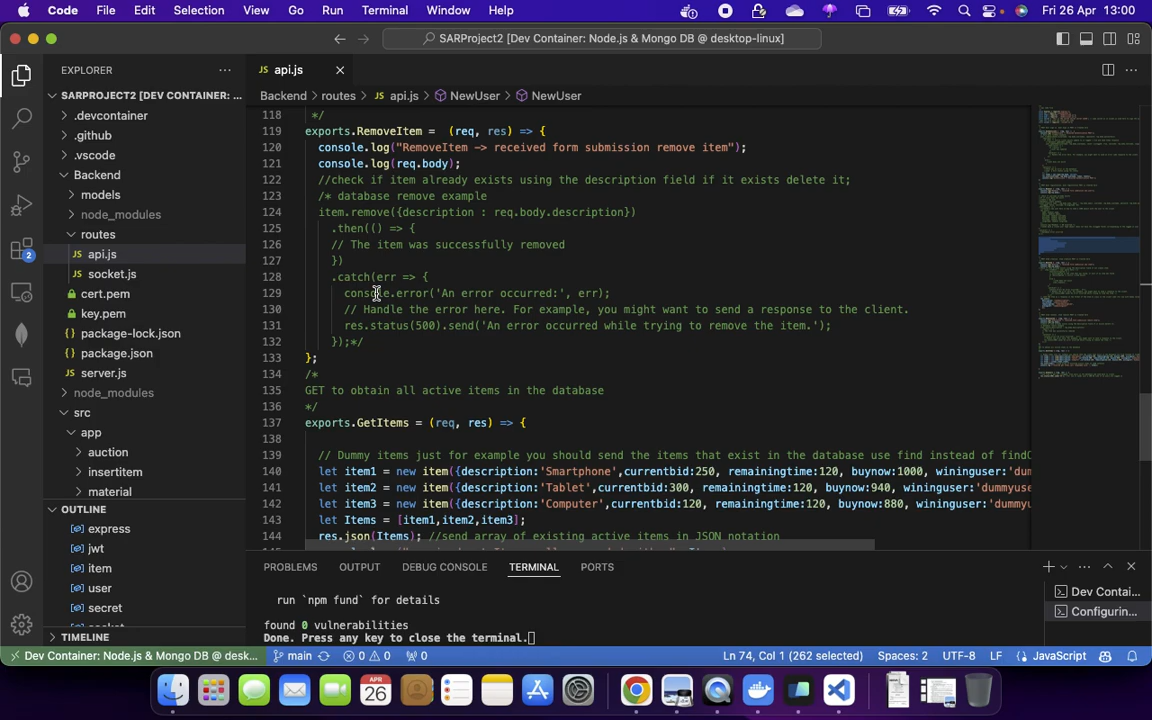 Code File Edit Selection View Go Run Terminal Window Help Fri 26 Apr 13:00
SARProject2 [Dev Container: Node.js & Mongo DB @ desktop-linux]
EXPLORER
SARPROJECT2 [DEV CONTAINER: ...
.devcontainer
.github
.vscode
Backend
models
node_modules
routes
JS api.js
JS socket.js
cert.pem
key.pem
{} package-lock.json
{} package.json
JS server.js
node_modules
src
app
auction
insertitem
material
OUTLINE
express
jwt
item
user
secret
TIMELINE
2
JS api.js
Backend > routes > JS api.js > NewUser > NewUser
118 */
119 exports.RemoveItem =  (req, res) => {
120 console.log("RemoveItem -> received form submission remove item");
121 console.log(req.body);
122 //check if item already exists using the description field if it exists delete it;
123 /* database remove example
124 item.remove({description : req.body.description})
125 .then(() => {
126 // The item was successfully removed
127 })
128 .catch(err => {
129 console.error('An error occurred:', err);
130 // Handle the error here. For example, you might want to send a response to the client.
131 res.status(500).send('An error occurred while trying to remove the item.');
132 });*/
133 };
134 /*
135 GET to obtain all active items in the database
136 */
137 exports.GetItems = (req, res) => {
138
139 // Dummy items just for example you should send the items that exist in the database use find instead of find
140 let item1 = new item({description:'Smartphone',currentbid:250, remainingtime:120, buynow:1000, wininguser:'dum
141 let item2 = new item({description:'Tablet',currentbid:300, remainingtime:120, buynow:940, wininguser:'dummyuse
142 let item3 = new item({description:'Computer',currentbid:120, remainingtime:120, buynow:880, wininguser:'dummyu
143 let Items = [item1,item2,item3];
144 res.json(Items); //send array of existing active items in JSON notation
PROBLEMS OUTPUT DEBUG CONSOLE TERMINAL PORTS
run `npm fund` for details
found 0 vulnerabilities
Done. Press any key to close the terminal.
Dev Contai...
Configurin...
Dev Container: Node.js & Mongo DB @ desk... main 0 0 0 Ln 74, Col 1 (262 selected) Spaces: 2 UTF-8 LF {} JavaScript
APR
26